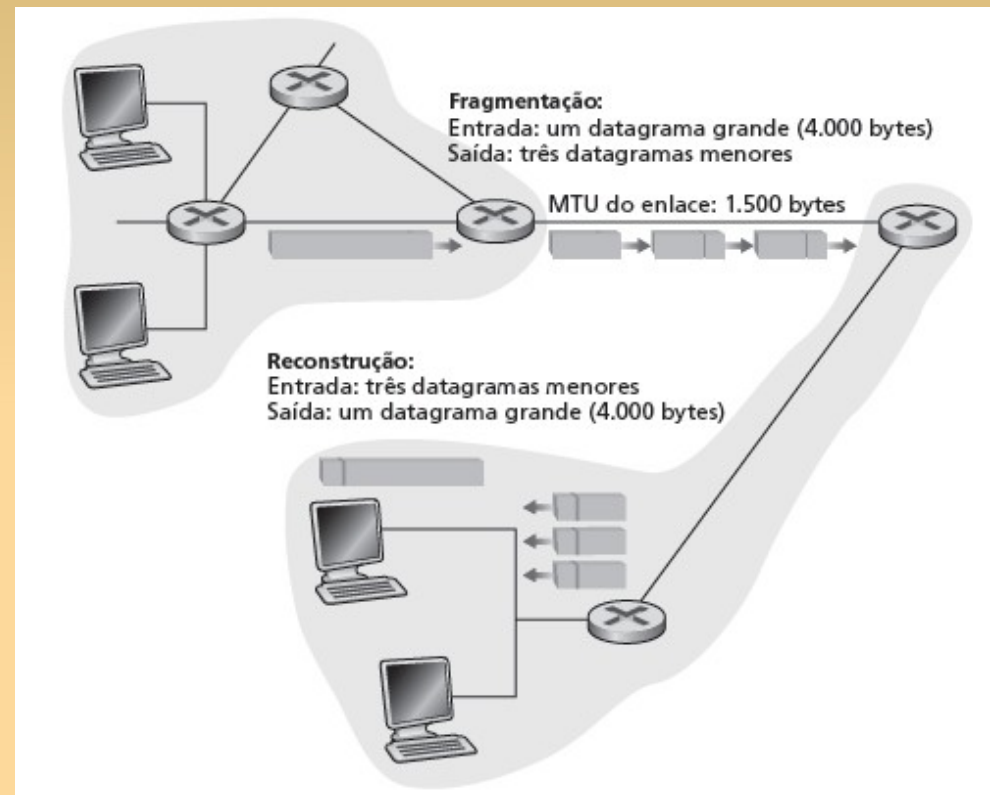 Fragmentação:
Entrada: um datagrama grande (4.000 bytes)
Saída: três datagramas menores
MTU do enlace: 1.500 bytes
Reconstrução:
Entrada: três datagramas menores
Saída: um datagrama grande (4.000 bytes)